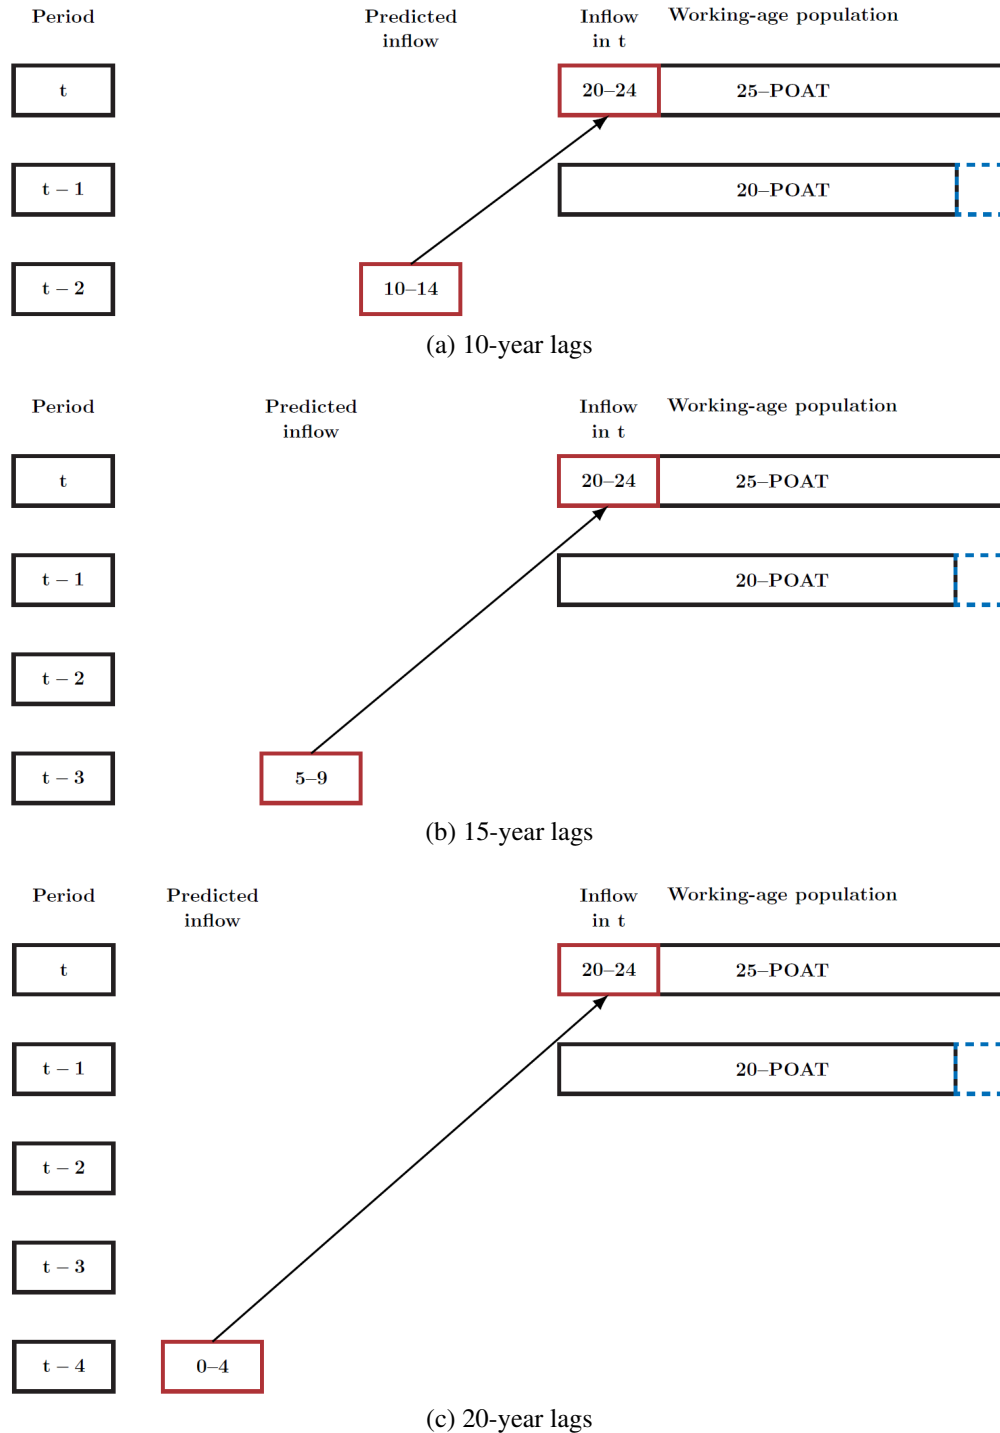 Period Predicted inflow Inflow in t Working-age population
t 20–24 25–POAT
t − 1 20–POAT
t − 2 10–14
(a) 10-year lags
Period Predicted inflow Inflow in t Working-age population
t 20–24 25–POAT
t − 1 20–POAT
t − 2
t − 3 5–9
(b) 15-year lags
Period Predicted inflow Inflow in t Working-age population
t 20–24 25–POAT
t − 1 20–POAT
t − 2
t − 3
t − 4 0–4
(c) 20-year lags